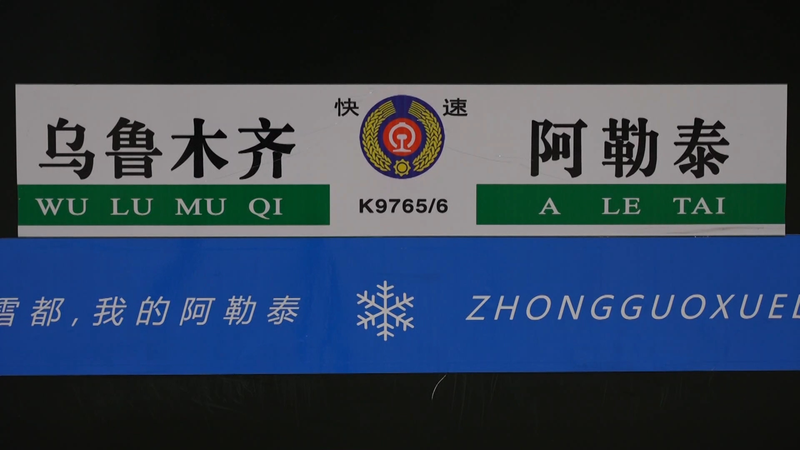 快 速
乌鲁木齐 阿勒泰
WU LU MU QI K9765/6 A LE TAI
雪都,我的阿勒泰 ZHONGGUOXUED